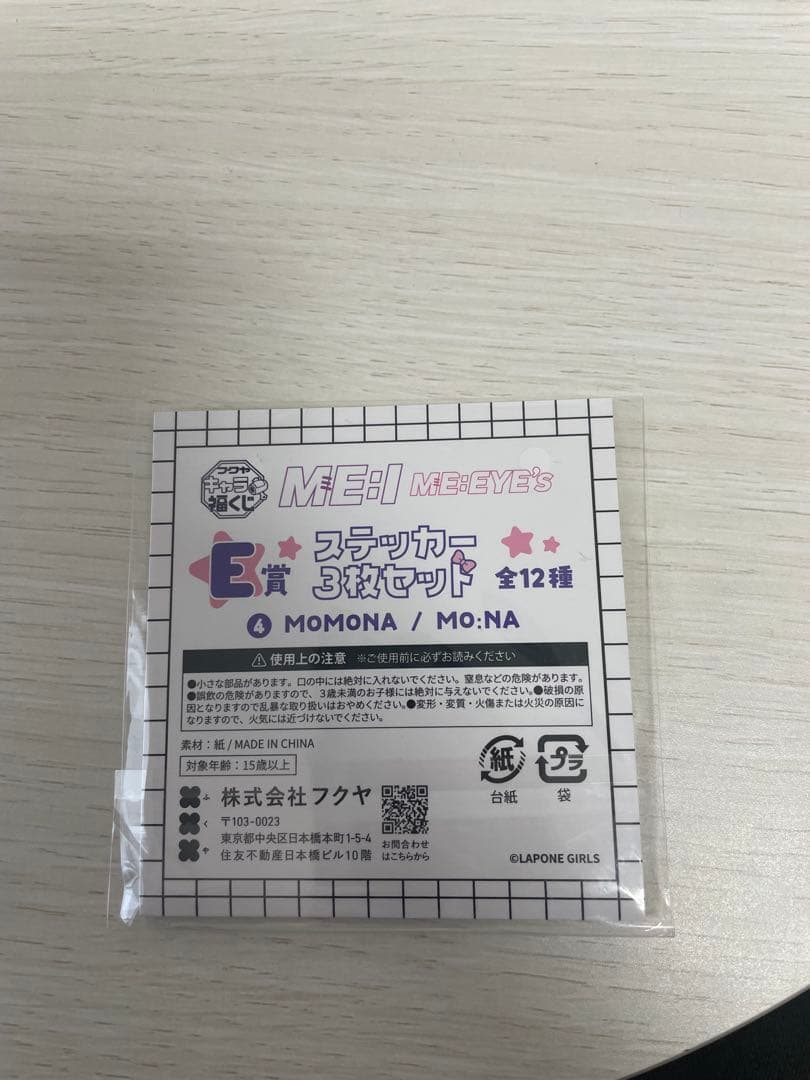 フクヤ
キャラ
福くじ
ME:I ME:EYE's
E賞
ステッカー
3枚セット
全12種
4 MOMONA / MO:NA
使用上の注意 ※ご使用前に必ずお読みください
●小さな部品があります。口の中には絶対に入れないでください。窒息などの危険があります。
●誤飲の危険がありますので、3歳未満のお子様には絶対に与えないでください。●破損の原
因となりますので乱暴な取り扱いはおやめください。●変形・変質・火傷または火災の原因に
なりますので、火気には近づけないでください。
素材:紙 / MADE IN CHINA
対象年齢:15歳以上
紙
台紙
プラ
袋
ふくや
株式会社フクヤ
〒103-0023
東京都中央区日本橋本町1-5-4
住友不動産日本橋ビル10階
お問合わせ
はこちらから
©LAPONE GIRLS